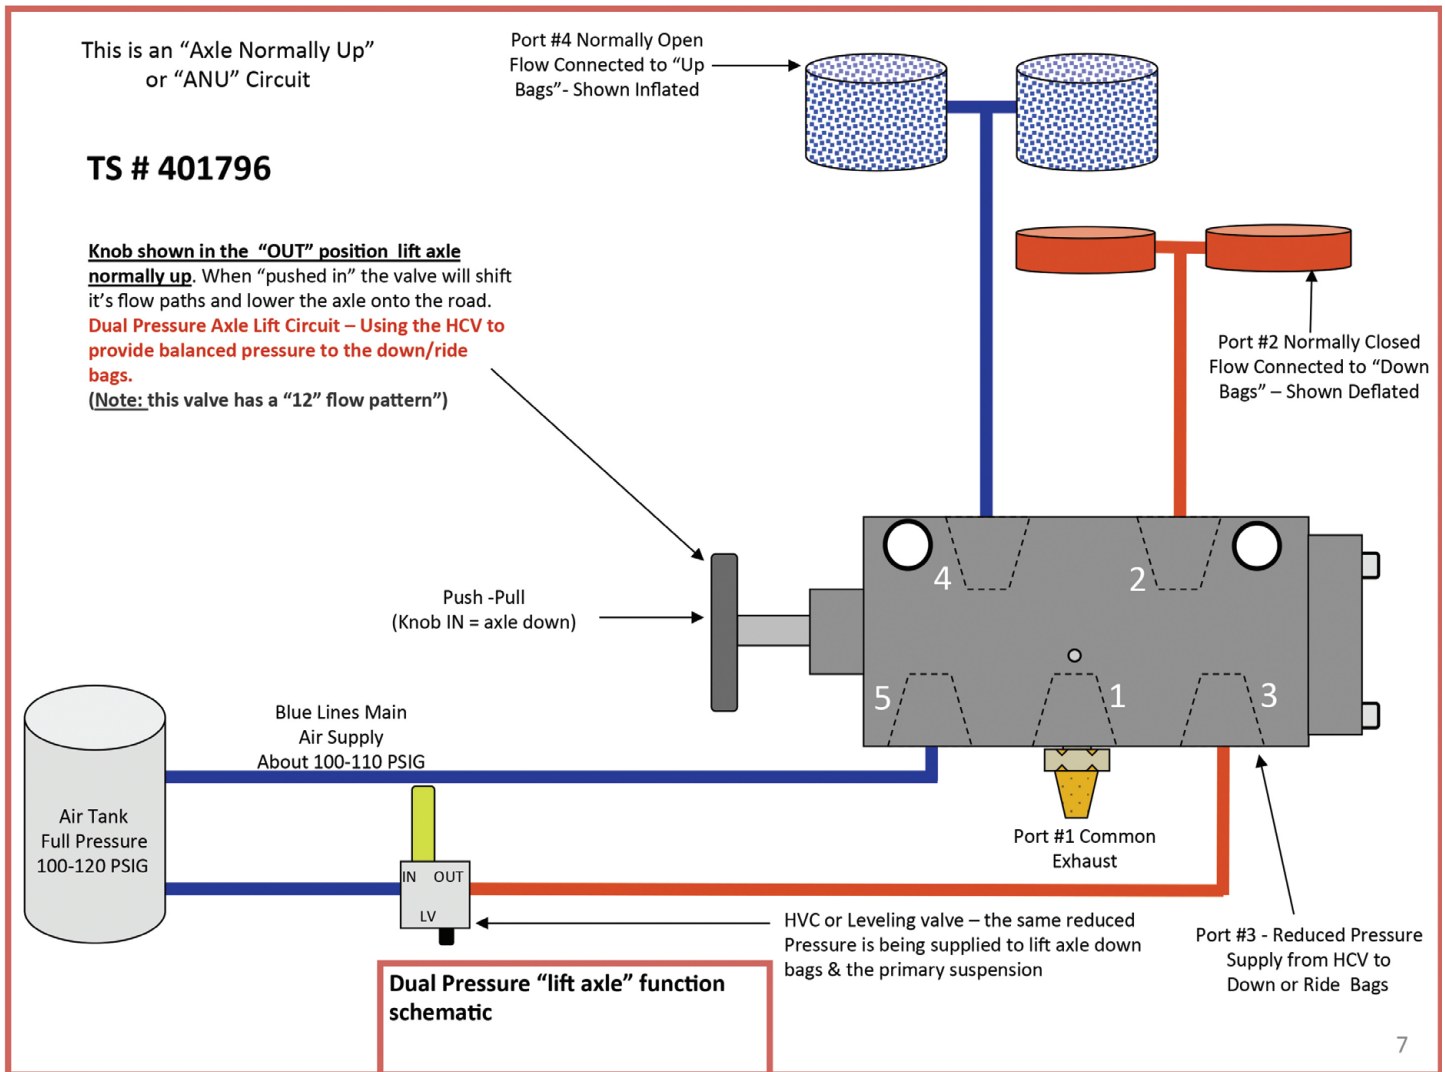 This is an “Axle Normally Up”
or “ANU” Circuit
TS # 401796
Knob shown in the “OUT” position lift axle
normally up. When “pushed in” the valve will shift
it’s flow paths and lower the axle onto the road.
Dual Pressure Axle Lift Circuit – Using the HCV to
provide balanced pressure to the down/ride
bags.
(Note: this valve has a “12” flow pattern”)
Port #4 Normally Open
Flow Connected to “Up
Bags”- Shown Inflated
Port #2 Normally Closed
Flow Connected to “Down
Bags” – Shown Deflated
4
2
5
1
3
Push -Pull
(Knob IN = axle down)
Blue Lines Main
Air Supply
About 100-110 PSIG
Air Tank
Full Pressure
100-120 PSIG
IN OUT
LV
Port #1 Common
Exhaust
HVC or Leveling valve – the same reduced
Pressure is being supplied to lift axle down
bags & the primary suspension
Port #3 - Reduced Pressure
Supply from HCV to
Down or Ride Bags
Dual Pressure “lift axle” function
schematic
7